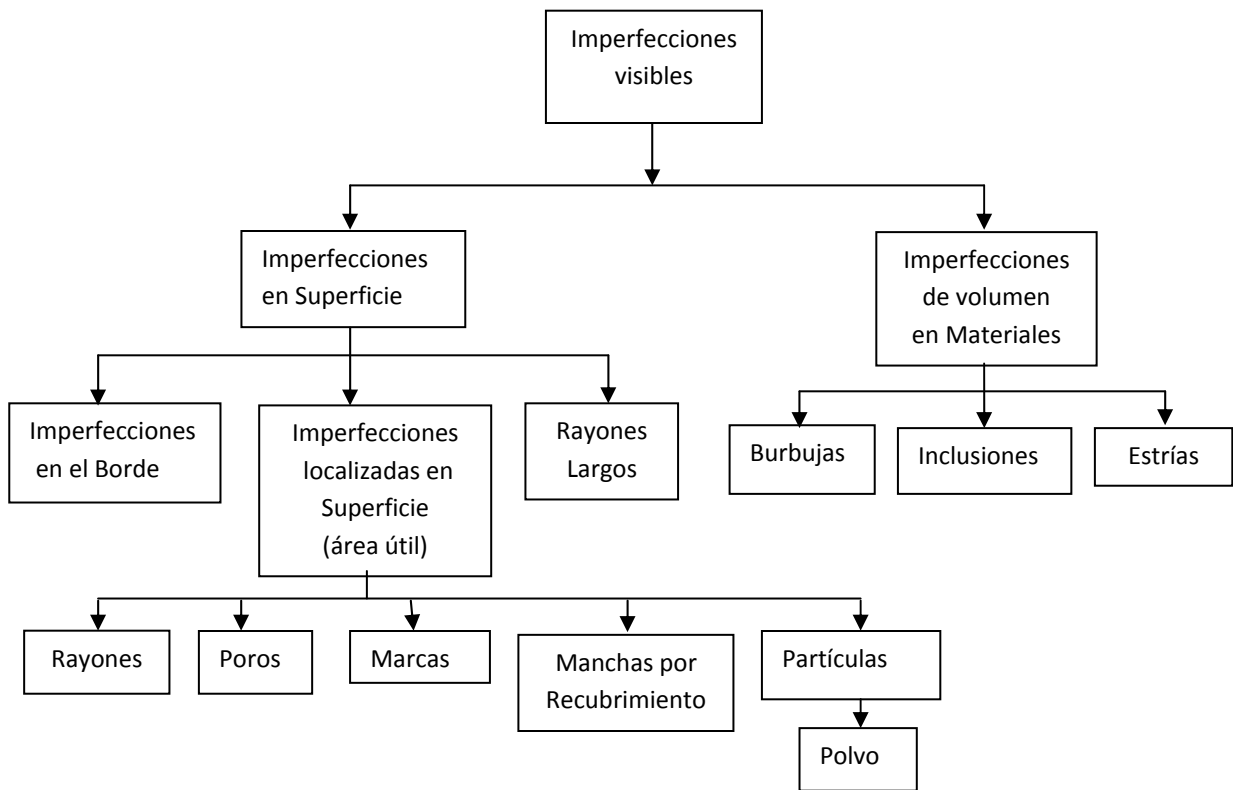 Imperfecciones
visibles
Imperfecciones
en Superficie
Imperfecciones
de volumen
en Materiales
Imperfecciones
en el Borde
Imperfecciones
localizadas en
Superficie
(área útil)
Rayones
Largos
Burbujas
Inclusiones
Estrías
Rayones
Poros
Marcas
Manchas por
Recubrimiento
Partículas
Polvo